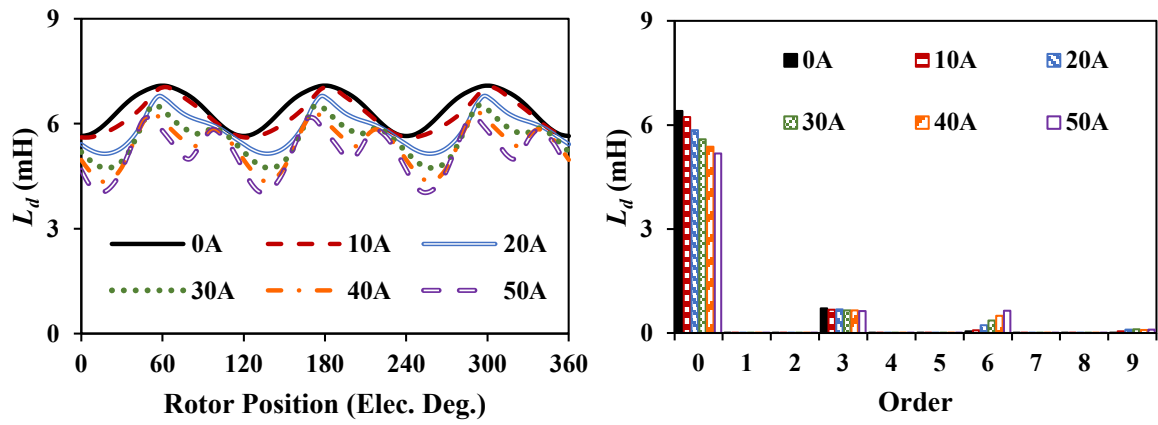 9
6
3
0
L_d (mH)
0A 10A 20A
30A 40A 50A
0 60 120 180 240 300 360
Rotor Position (Elec. Deg.)
9
6
3
0
L_d (mH)
0A 10A 20A
30A 40A 50A
0 1 2 3 4 5 6 7 8 9
Order